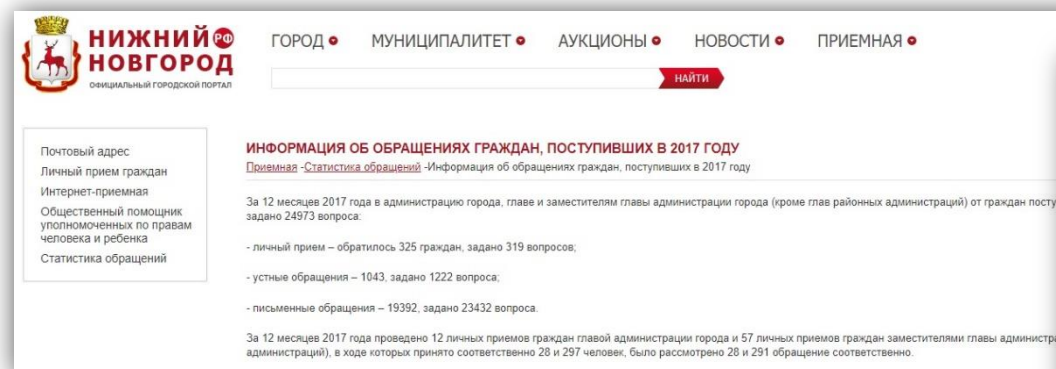 НИЖНИЙ РФ
НОВГОРОД
ОФИЦИАЛЬНЫЙ ГОРОДСКОЙ ПОРТАЛ
ГОРОД МУНИЦИПАЛИТЕТ АУКЦИОНЫ НОВОСТИ ПРИЕМНАЯ
НАЙТИ
Почтовый адрес
Личный прием граждан
Интернет-приемная
Общественный помощник
уполномоченных по правам
человека и ребенка
Статистика обращений
ИНФОРМАЦИЯ ОБ ОБРАЩЕНИЯХ ГРАЖДАН, ПОСТУПИВШИХ В 2017 ГОДУ
Приемная -Статистика обращений -Информация об обращениях граждан, поступивших в 2017 году
За 12 месяцев 2017 года в администрацию города, главе и заместителям главы администрации города (кроме глав районных администраций) от граждан посту
задано 24973 вопроса:
- личный прием – обратилось 325 граждан, задано 319 вопросов;
- устные обращения – 1043, задано 1222 вопроса;
- письменные обращения – 19392, задано 23432 вопроса.
За 12 месяцев 2017 года проведено 12 личных приемов граждан главой администрации города и 57 личных приемов граждан заместителями главы администра
администраций), в ходе которых принято соответственно 28 и 297 человек, было рассмотрено 28 и 291 обращение соответственно.